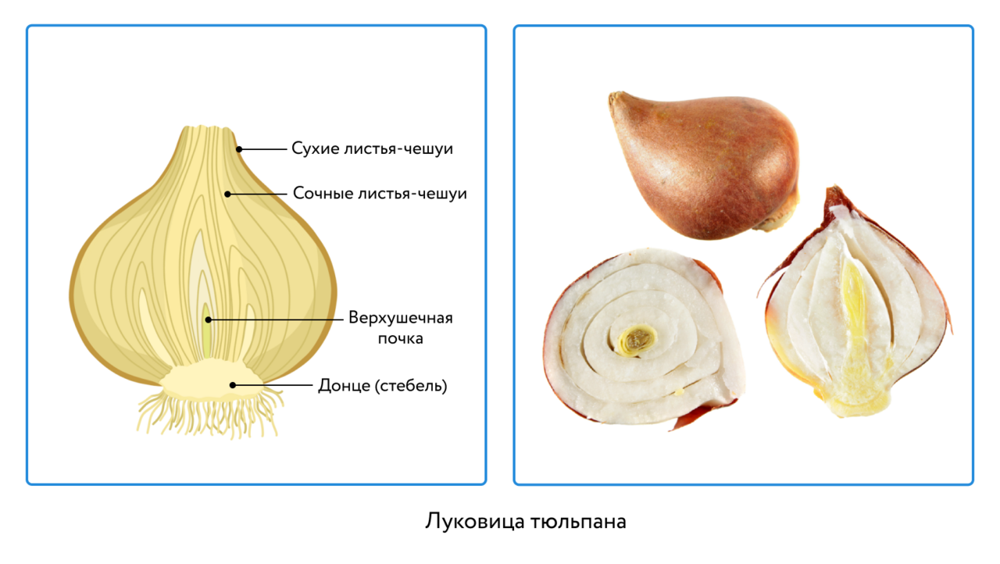 Сухие листья-чешуи
Сочные листья-чешуи
Верхушечная
почка
Донце (стебель)
Луковица тюльпана